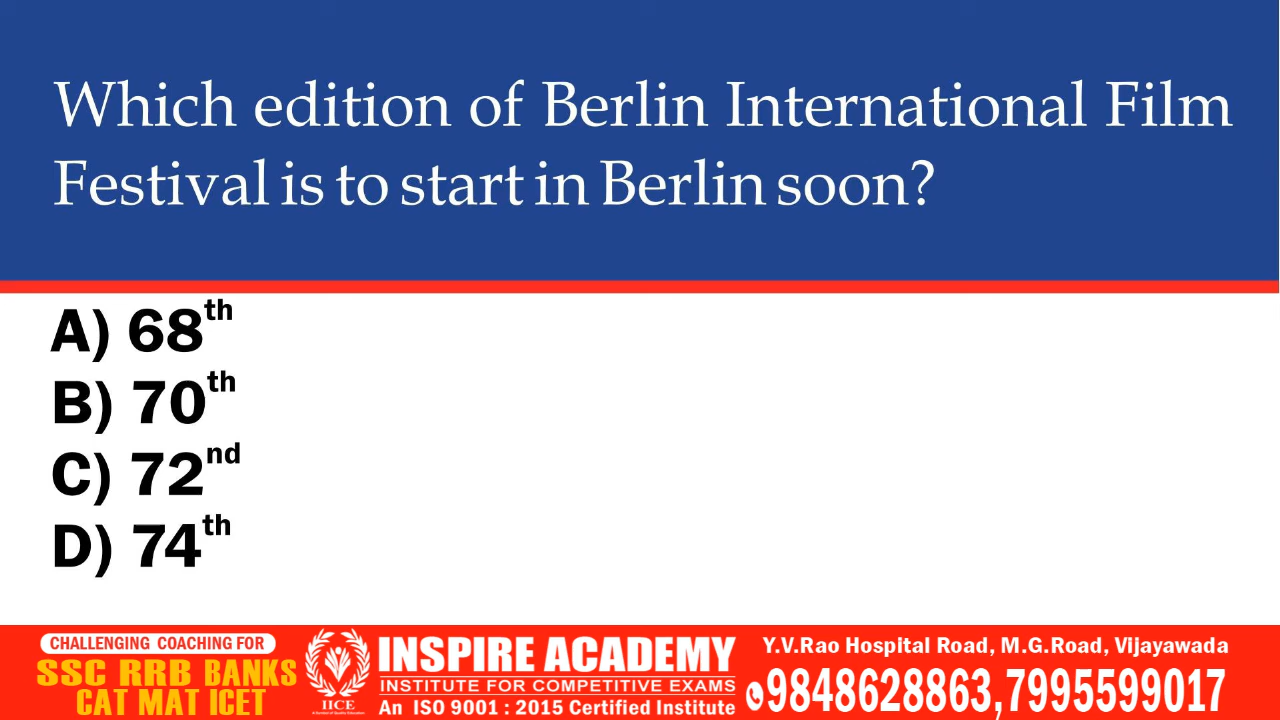 Which edition of Berlin International Film
Festival is to start in Berlin soon?
A) 68th
B) 70th
C) 72nd
D) 74th
CHALLENGING COACHING FOR
SSC RRB BANKS
CAT MAT ICET
IICE
INSPIRE ACADEMY
INSTITUTE FOR COMPETITIVE EXAMS
An ISO 9001 : 2015 Certified Institute
Y.V.Rao Hospital Road, M.G.Road, Vijayawada
9848628863,7995599017